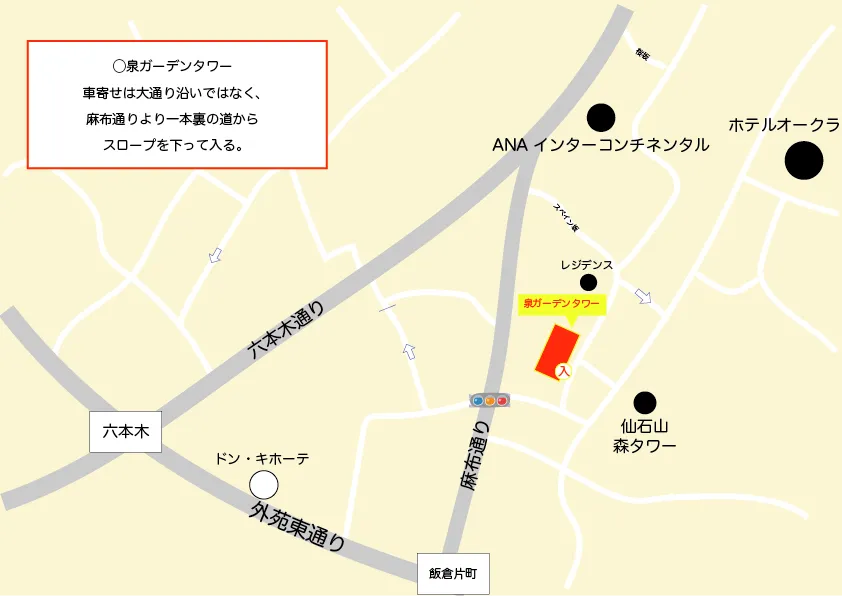 〇泉ガーデンタワー
車寄せは大通り沿いではなく、
麻布通りより一本裏の道から
スロープを下って入る。
桜坂
ホテルオークラ
ANA インターコンチネンタル
スペイン坂
レジデンス
泉ガーデンタワー
六本木通り
入
六本木
仙石山
森タワー
麻布通り
ドン・キホーテ
外苑東通り
飯倉片町